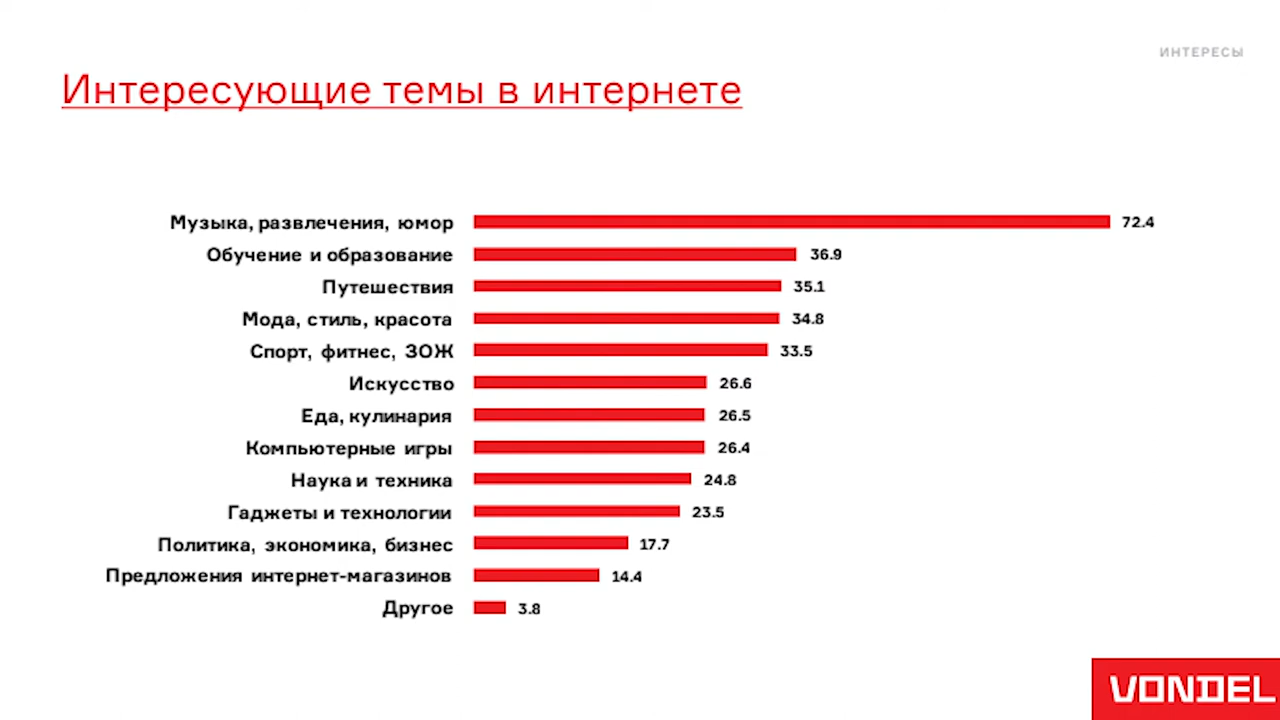 ИНТЕРЕСЫ
Интересующие темы в интернете
Музыка, развлечения, юмор 72.4
Обучение и образование 36.9
Путешествия 35.1
Мода, стиль, красота 34.8
Спорт, фитнес, ЗОЖ 33.5
Искусство 26.6
Еда, кулинария 26.5
Компьютерные игры 26.4
Наука и техника 24.8
Гаджеты и технологии 23.5
Политика, экономика, бизнес 17.7
Предложения интернет-магазинов 14.4
Другое 3.8
VONDEL